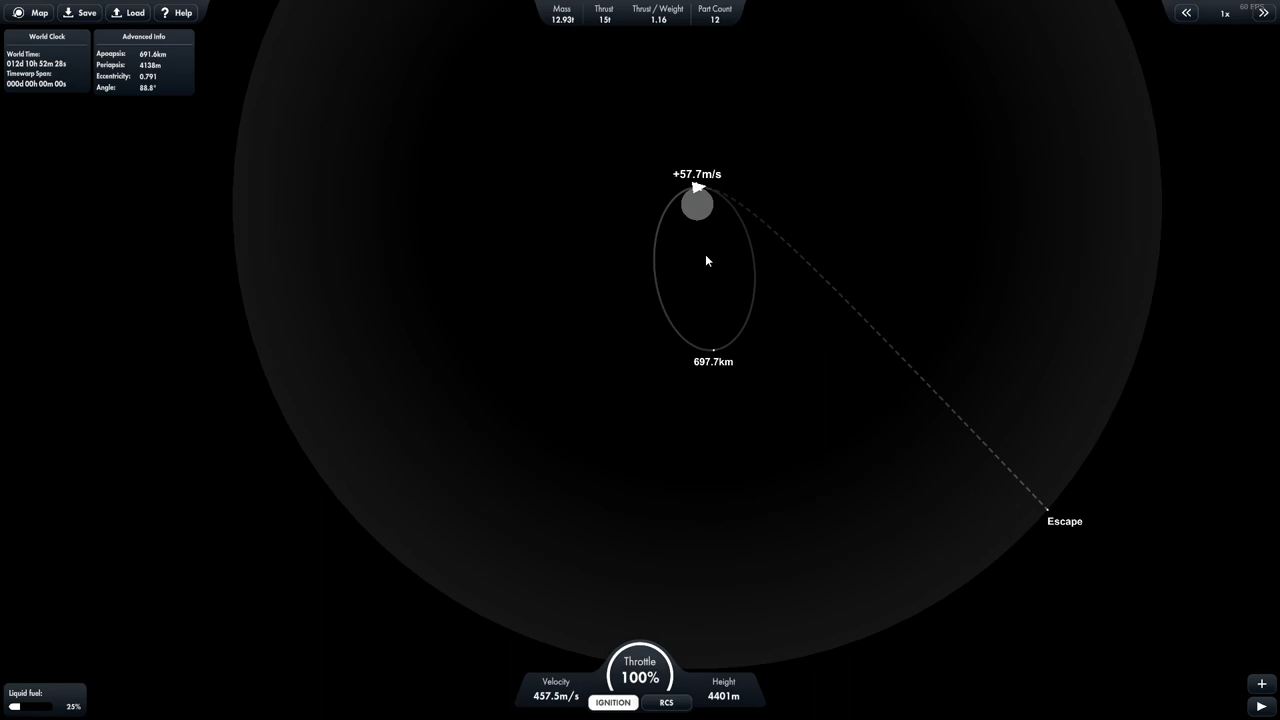 Map
Save
Load
Help
Mass
12.93t
Thrust
15t
Thrust / Weight
1.16
Part Count
12
60 FPS
1x
World Clock
World Time:
012d 10h 52m 28s
Timewarp Span:
000d 00h 00m 00s
Advanced Info
Apoapsis: 691.6km
Periapsis: 4138m
Eccentricity: 0.791
Angle: 88.8°
+57.7m/s
697.7km
Escape
Throttle
100%
Velocity
457.5m/s
IGNITION
RCS
Height
4401m
Liquid fuel:
25%